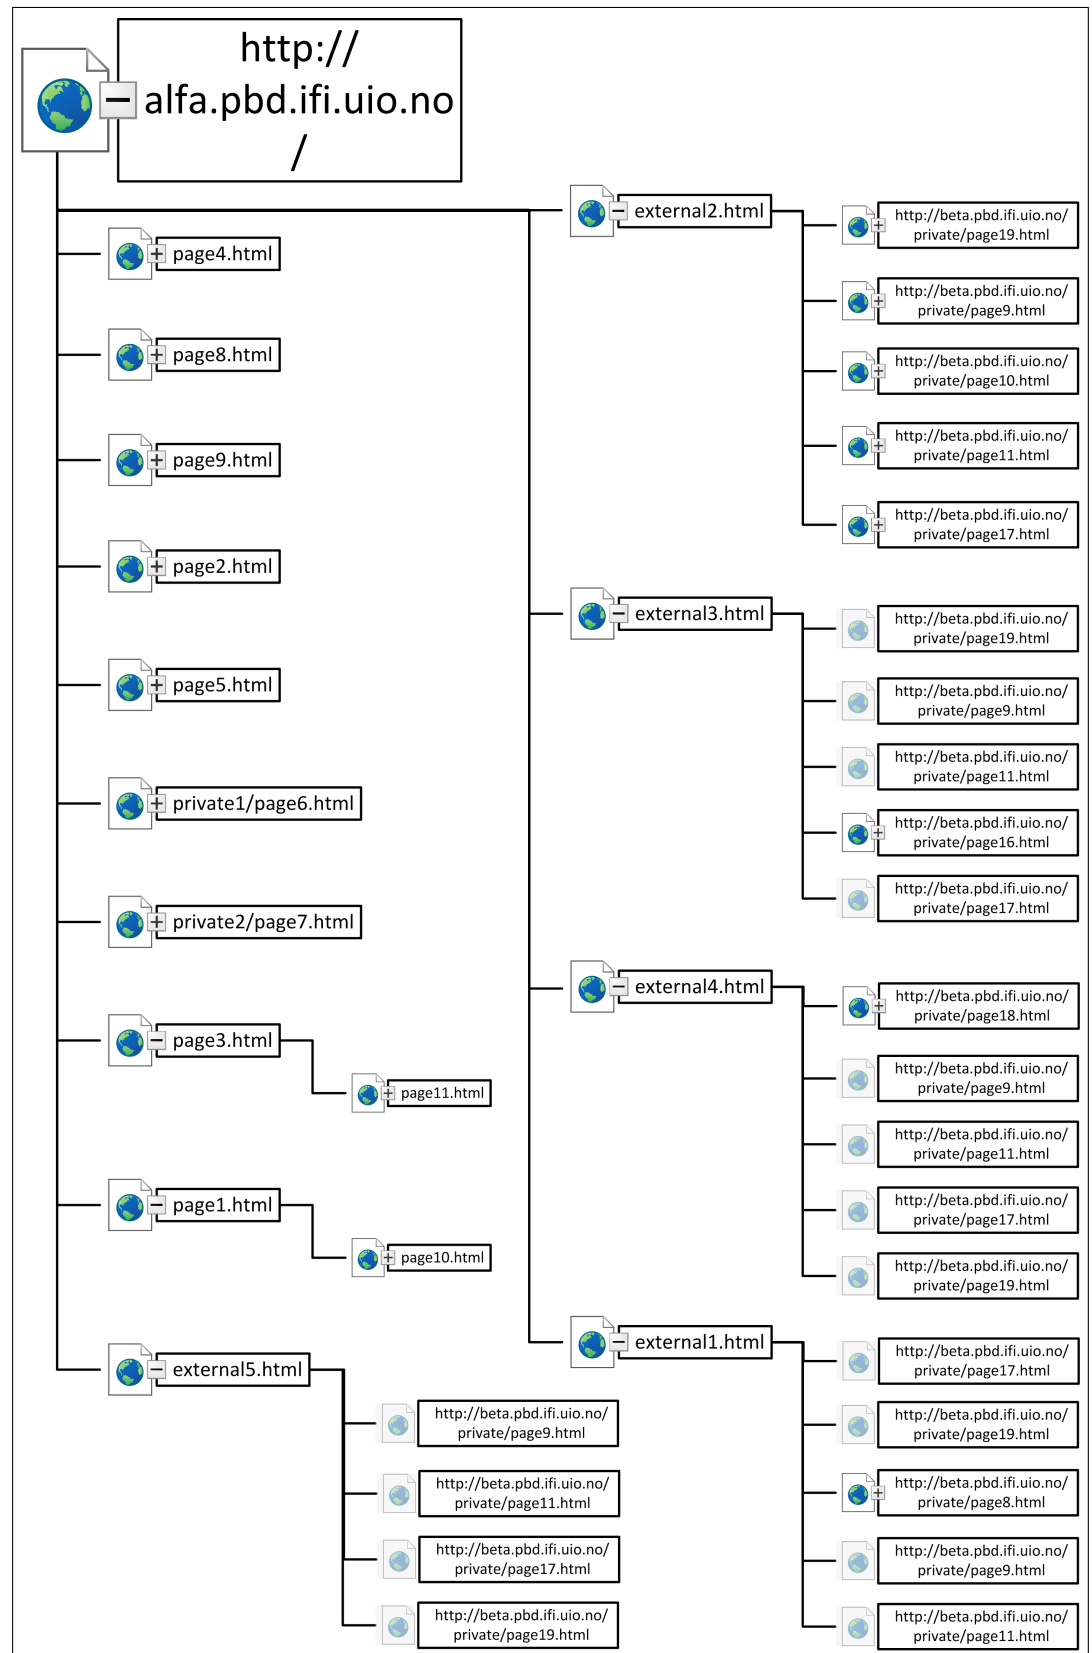 http://
alfa.pbd.ifi.uio.no
/
page4.html
page8.html
page9.html
page2.html
page5.html
private1/page6.html
private2/page7.html
page3.html
page11.html
page1.html
page10.html
external5.html
http://beta.pbd.ifi.uio.no/
private/page9.html
http://beta.pbd.ifi.uio.no/
private/page11.html
http://beta.pbd.ifi.uio.no/
private/page17.html
http://beta.pbd.ifi.uio.no/
private/page19.html
external2.html
http://beta.pbd.ifi.uio.no/
private/page19.html
http://beta.pbd.ifi.uio.no/
private/page9.html
http://beta.pbd.ifi.uio.no/
private/page10.html
http://beta.pbd.ifi.uio.no/
private/page11.html
http://beta.pbd.ifi.uio.no/
private/page17.html
external3.html
http://beta.pbd.ifi.uio.no/
private/page19.html
http://beta.pbd.ifi.uio.no/
private/page9.html
http://beta.pbd.ifi.uio.no/
private/page11.html
http://beta.pbd.ifi.uio.no/
private/page16.html
http://beta.pbd.ifi.uio.no/
private/page17.html
external4.html
http://beta.pbd.ifi.uio.no/
private/page18.html
http://beta.pbd.ifi.uio.no/
private/page9.html
http://beta.pbd.ifi.uio.no/
private/page11.html
http://beta.pbd.ifi.uio.no/
private/page17.html
http://beta.pbd.ifi.uio.no/
private/page19.html
external1.html
http://beta.pbd.ifi.uio.no/
private/page17.html
http://beta.pbd.ifi.uio.no/
private/page19.html
http://beta.pbd.ifi.uio.no/
private/page8.html
http://beta.pbd.ifi.uio.no/
private/page9.html
http://beta.pbd.ifi.uio.no/
private/page11.html